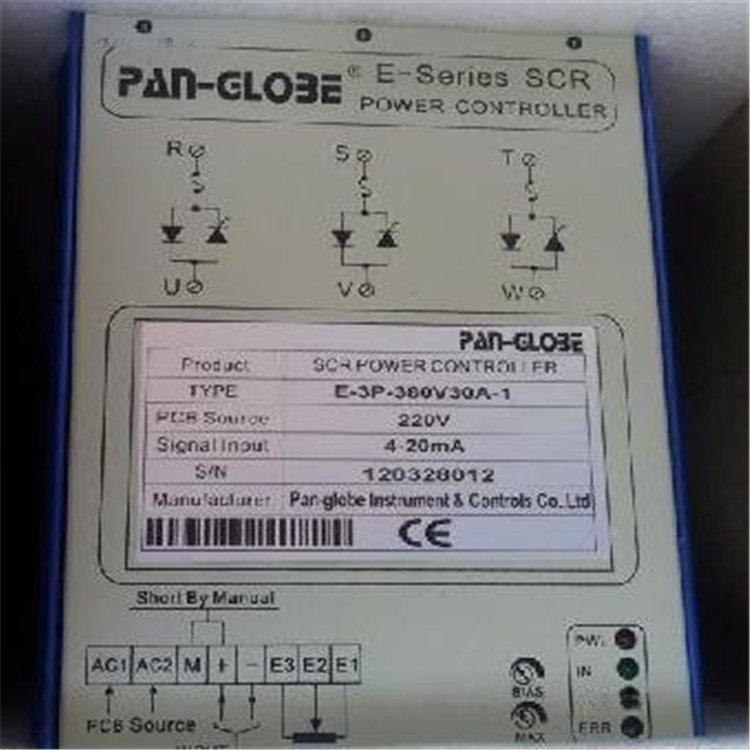 PAN-GLOBE® E-Series SCR
POWER CONTROLLER
R S T
U V W
PAN-GLOBE
Product SCR POWER CONTROLLER
TYPE E-3P-380V30A-1
PCB Source 220V
Signal Input 4-20mA
S/N 120328012
Manufacturer Pan-globe Instrument & Controls Co.,Ltd
CE
Short By Manual
AC1 AC2 M + - E3 E2 E1
PCB Source
INPUT
BIAS
MAX
PWR
IN
ERR